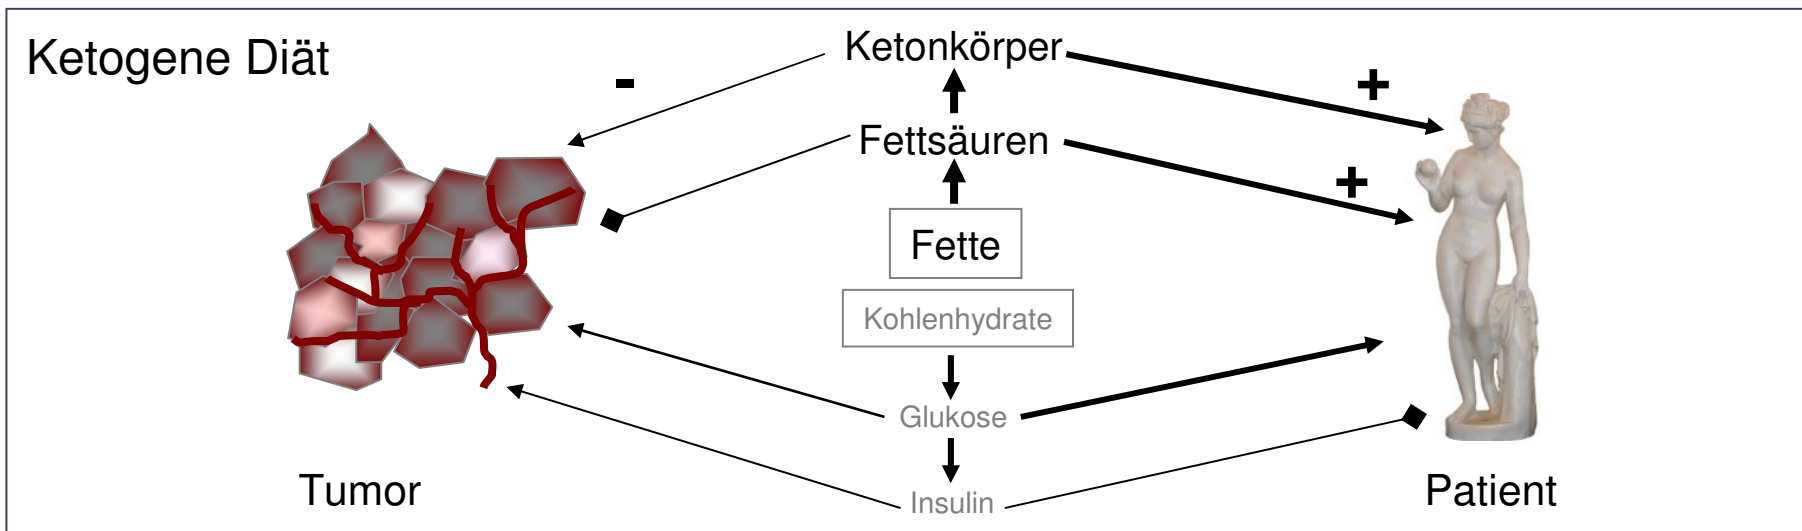 Ketogene Diät
Ketonkörper
-
+
Fettsäuren
+
Fette
Kohlenhydrate
Glukose
Insulin
Tumor
Patient